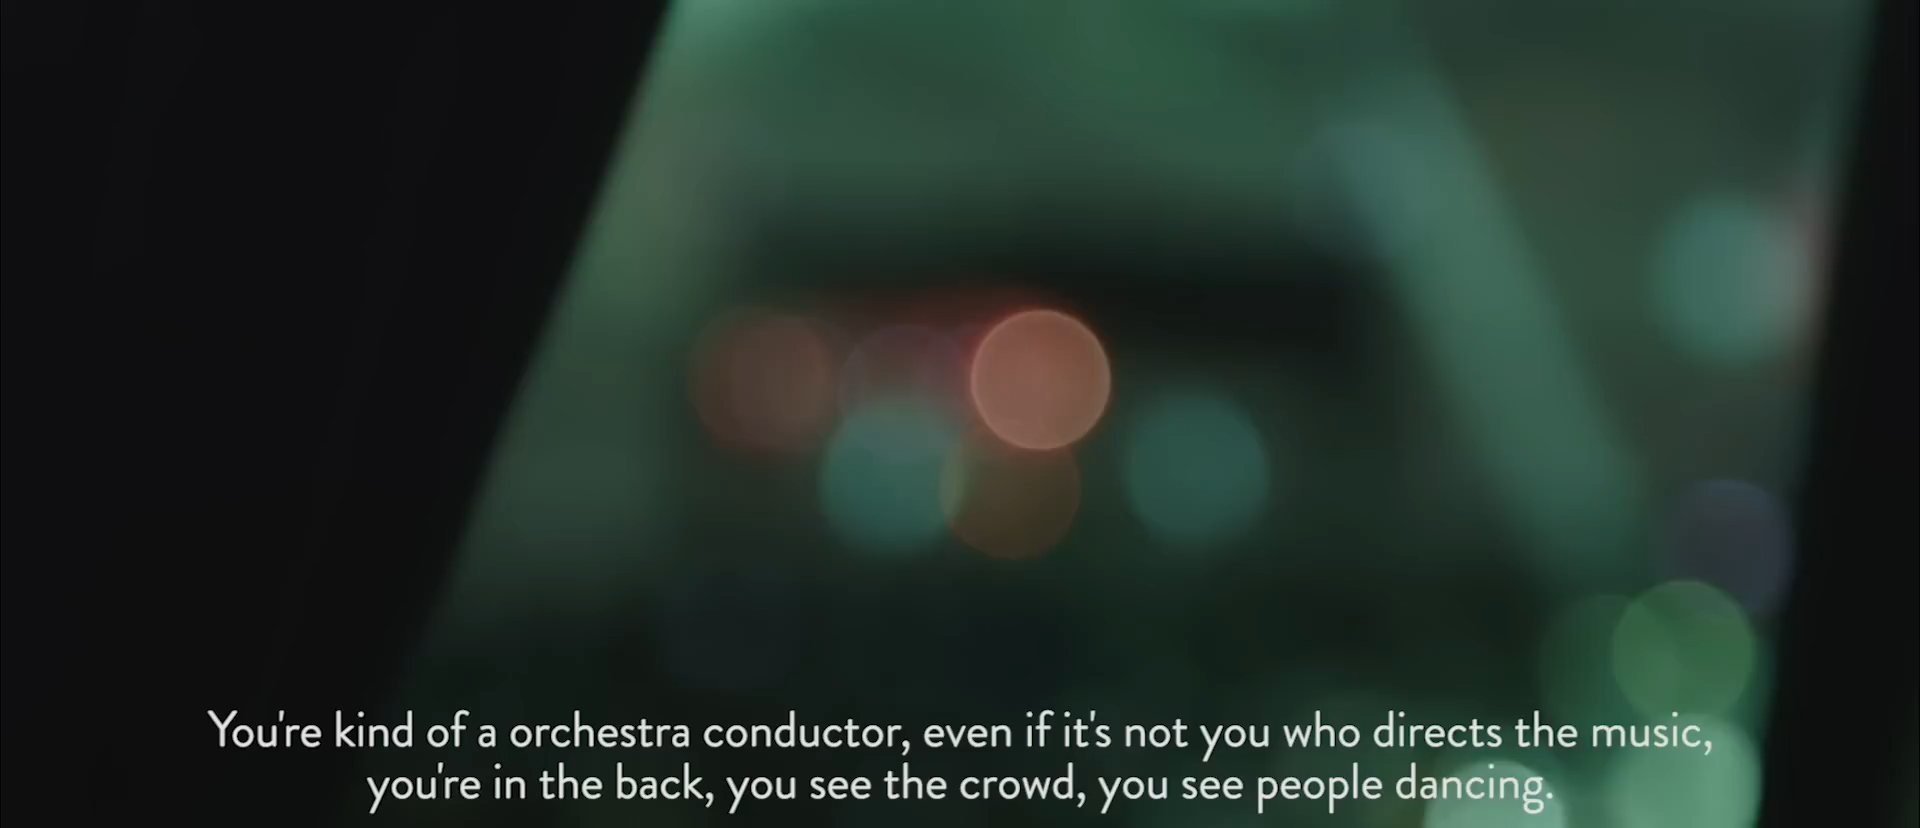 You're kind of a orchestra conductor, even if it's not you who directs the music,
you're in the back, you see the crowd, you see people dancing.